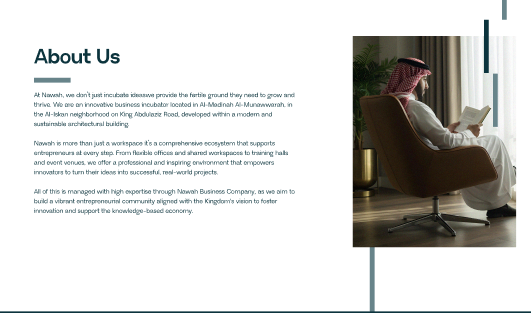 About Us
At Nawah, we don't just incubate ideaswe provide the fertile ground they need to grow and
thrive. We are an innovative business incubator located in Al-Madinah Al-Munawwarah, in
the Al-Iskan neighborhood on King Abdulaziz Road, developed within a modern and
sustainable architectural building.
Nawah is more than just a workspace it's a comprehensive ecosystem that supports
entrepreneurs at every step. From flexible offices and shared workspaces to training halls
and event venues, we offer a professional and inspiring environment that empowers
innovators to turn their ideas into successful, real-world projects.
All of this is managed with high expertise through Nawah Business Company, as we aim to
build a vibrant entrepreneurial community aligned with the Kingdom's vision to foster
innovation and support the knowledge-based economy.